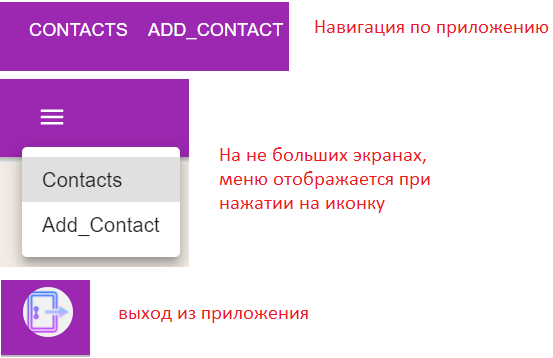 CONTACTS ADD_CONTACT Навигация по приложению
Contacts
Add_Contact
На не больших экранах,
меню отображается при
нажатии на иконку
выход из приложения